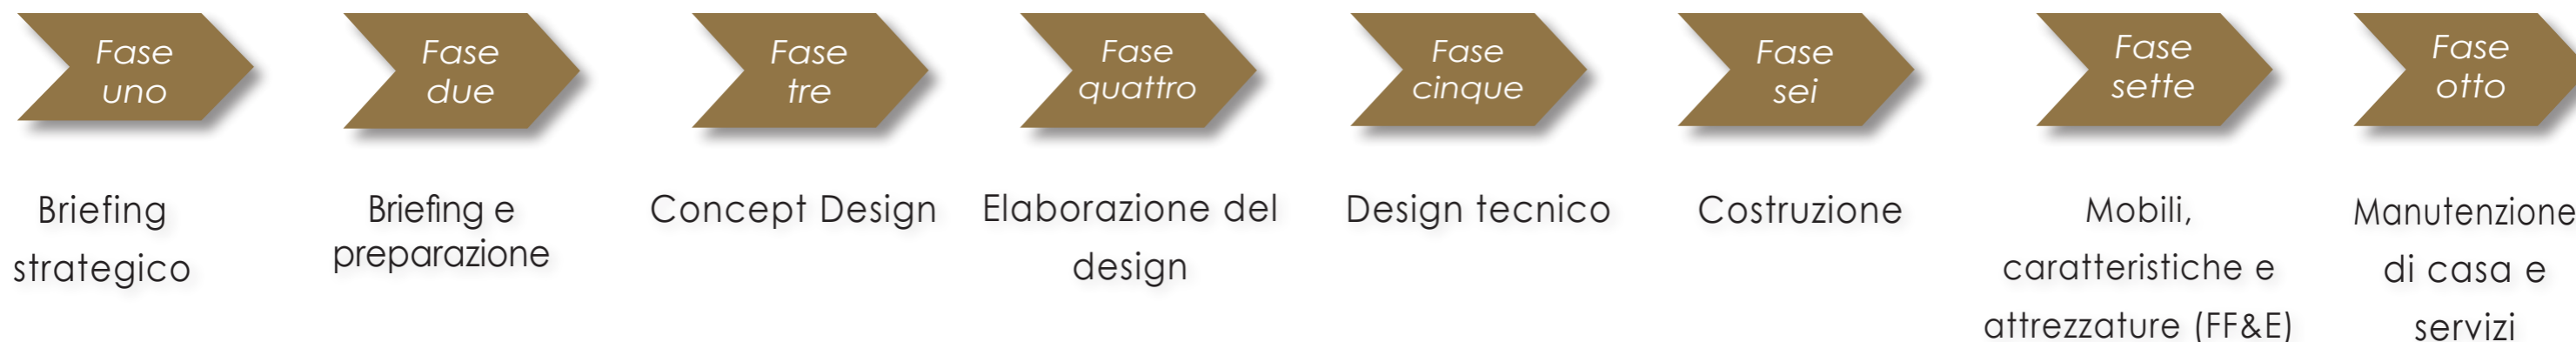 Fase
uno
Fase
due
Fase
tre
Fase
quattro
Fase
cinque
Fase
sei
Fase
sette
Fase
otto
Briefing
strategico
Briefing e
preparazione
Concept Design
Elaborazione del
design
Design tecnico
Costruzione
Mobili,
caratteristiche e
attrezzature (FF&E)
Manutenzione
di casa e
servizi